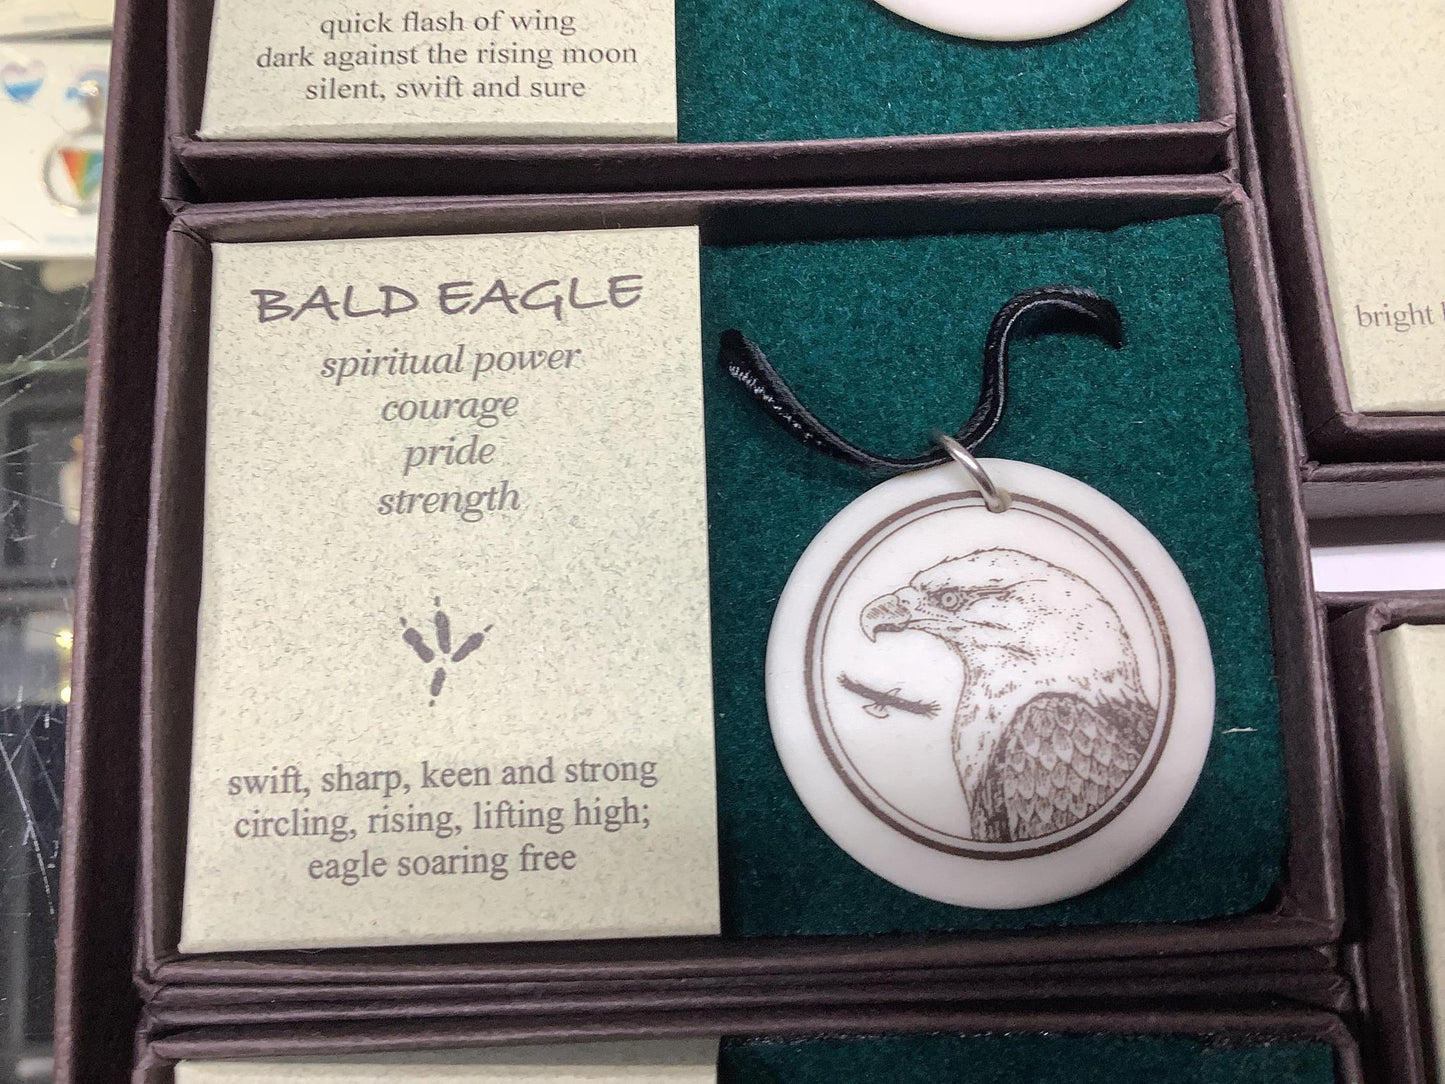 quick flash of wing
dark against the rising moon
silent, swift and sure
BALD EAGLE
spiritual power
courage
pride
strength
swift, sharp, keen and strong
circling, rising, lifting high;
eagle soaring free
bright